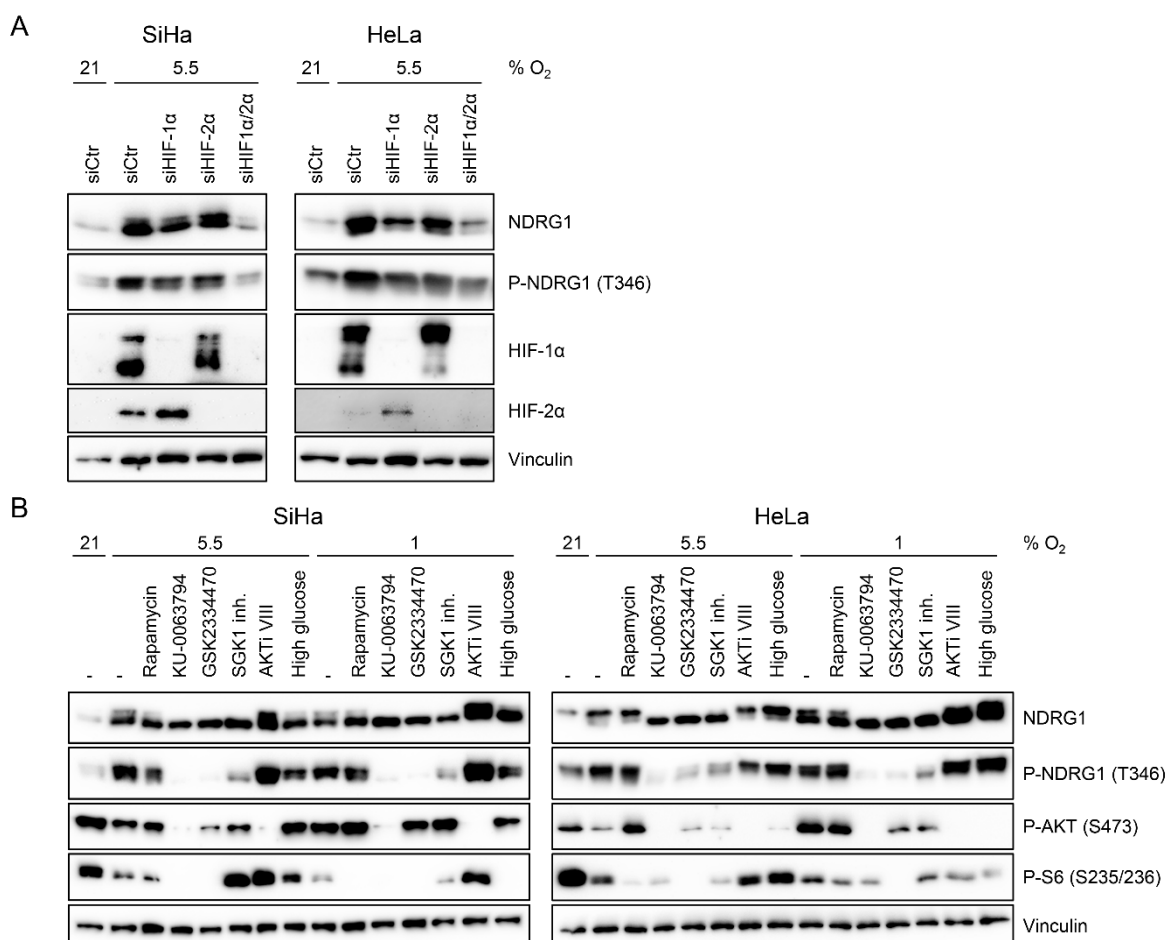 A
SiHa HeLa
21 5.5 21 5.5 % O₂
siCtr siCtr siHIF-1α siHIF-2α siHIF1α/2α siCtr siCtr siHIF-1α siHIF-2α siHIF1α/2α
NDRG1
P-NDRG1 (T346)
HIF-1α
HIF-2α
Vinculin
B
SiHa HeLa
21 5.5 1 21 5.5 1 % O₂
- - Rapamycin KU-0063794 GSK2334470 SGK1 inh. AKTi VIII High glucose - Rapamycin KU-0063794 GSK2334470 SGK1 inh. AKTi VIII High glucose - - Rapamycin KU-0063794 GSK2334470 SGK1 inh. AKTi VIII High glucose - Rapamycin KU-0063794 GSK2334470 SGK1 inh. AKTi VIII High glucose
NDRG1
P-NDRG1 (T346)
P-AKT (S473)
P-S6 (S235/236)
Vinculin